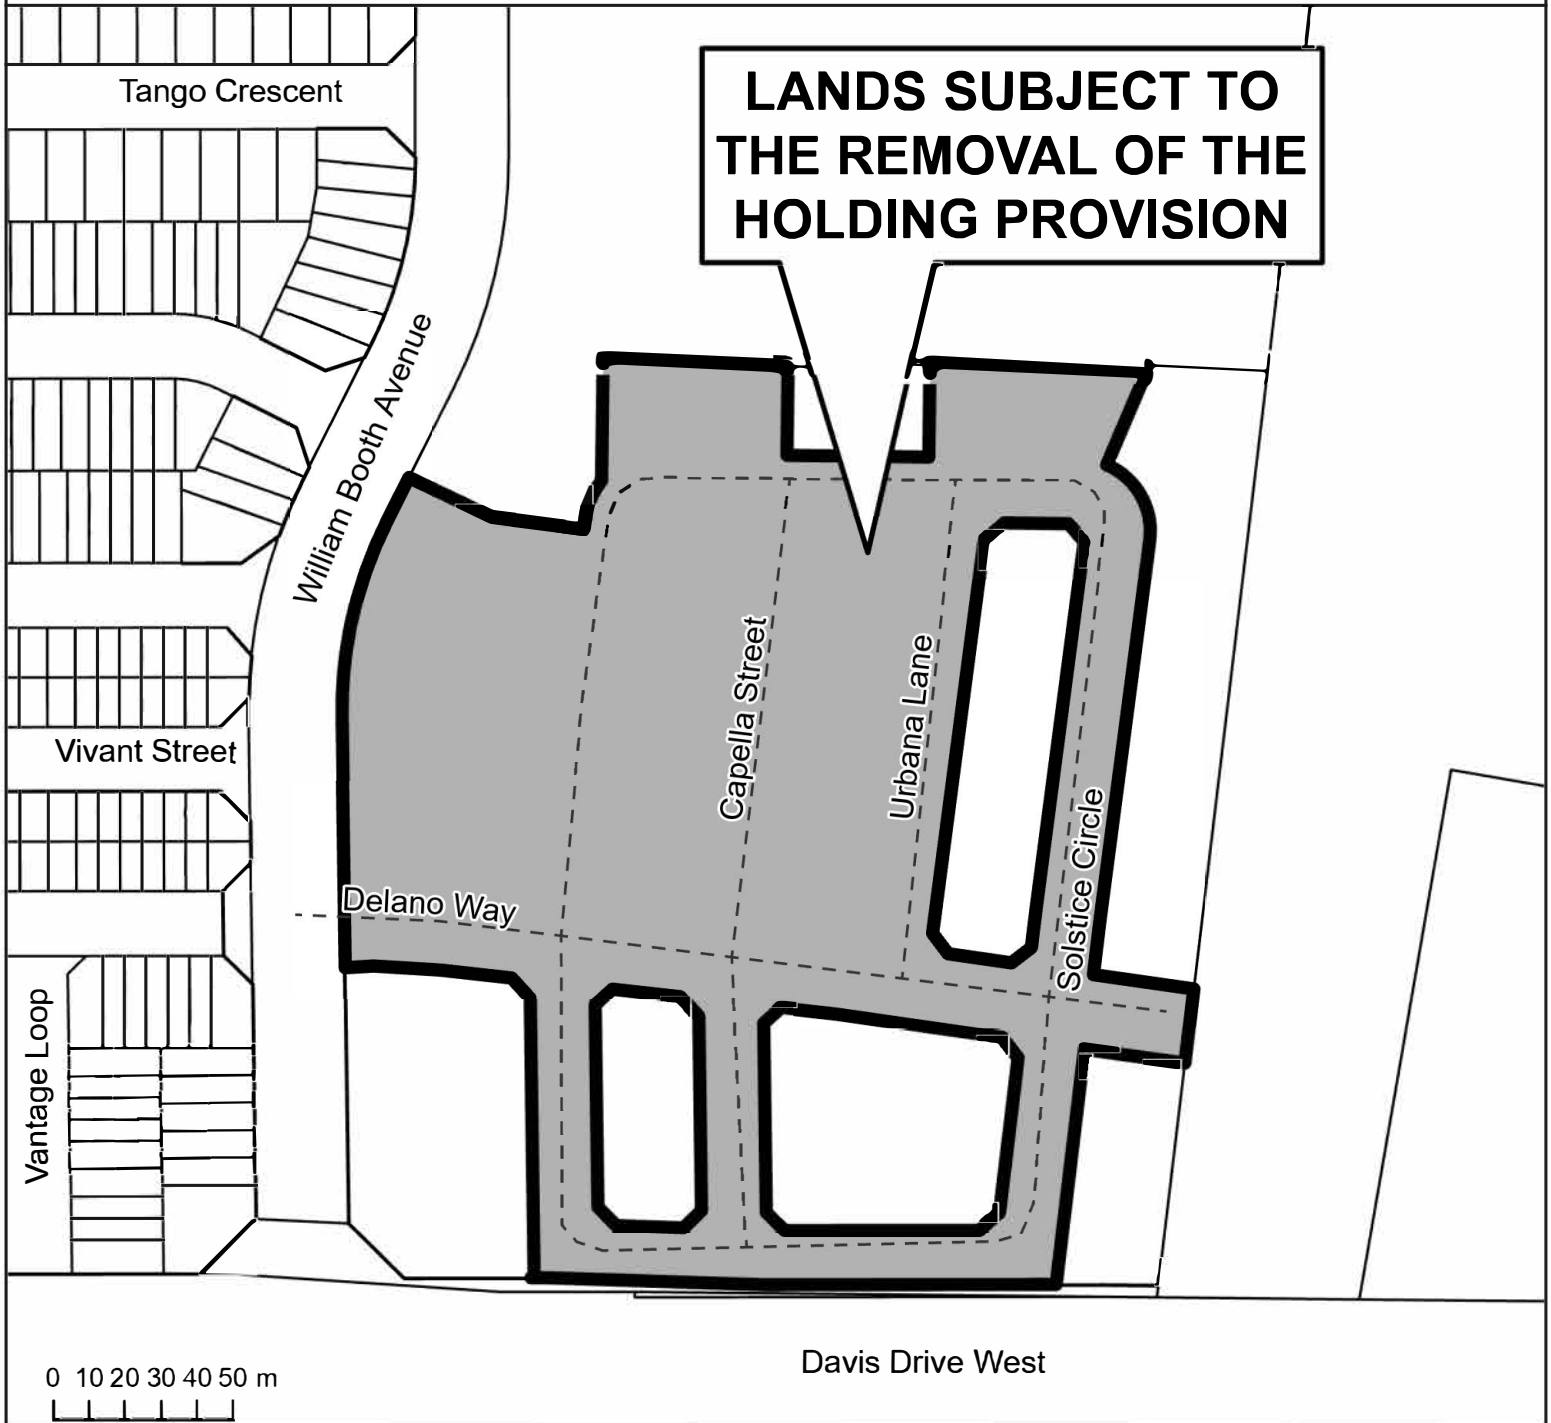 Tango Crescent
LANDS SUBJECT TO
THE REMOVAL OF THE
HOLDING PROVISION
William Booth Avenue
Capella Street
Urbana Lane
Vivant Street
Solstice Circle
Delano Way
Vantage Loop
Davis Drive West
0 10 20 30 40 50 m